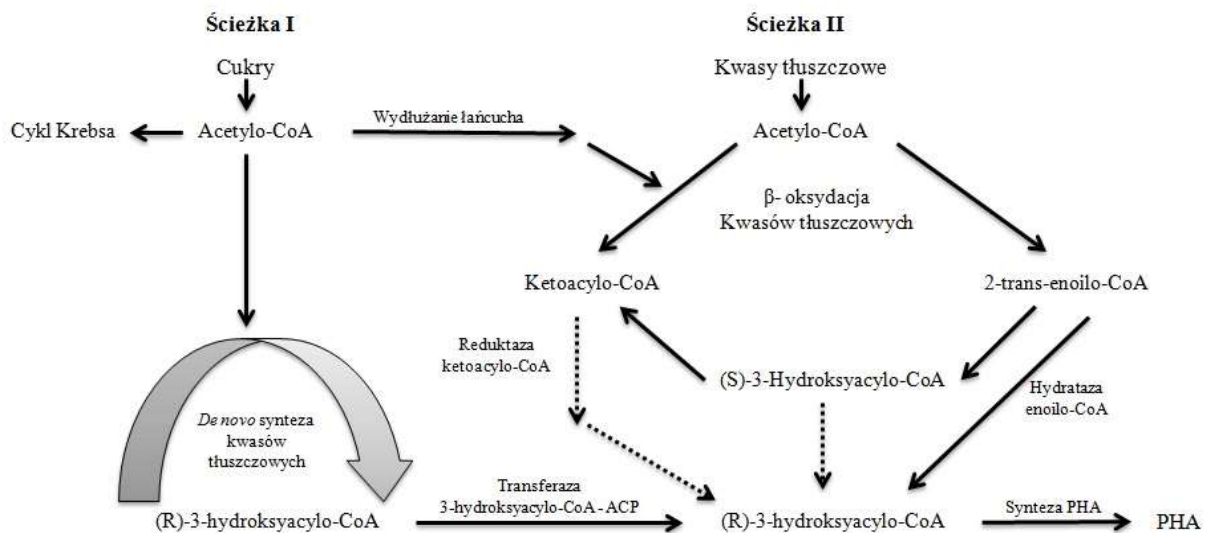 Ścieżka I
Ścieżka II
Cukry
Kwasy tłuszczowe
Cykl Krebsa
Acetylo-CoA
Wydłużanie łańcucha
Acetylo-CoA
β- oksydacja
Kwasów tłuszczowych
Ketoacylo-CoA
2-trans-enoilo-CoA
Reduktaza
ketoacylo-CoA
(S)-3-Hydroksyacylo-CoA
Hydrataza
enoilo-CoA
De novo synteza
kwasów
tłuszczowych
(R)-3-hydroksyacylo-CoA
Transferaza
3-hydroksyacylo-CoA - ACP
(R)-3-hydroksyacylo-CoA
Synteza PHA
PHA